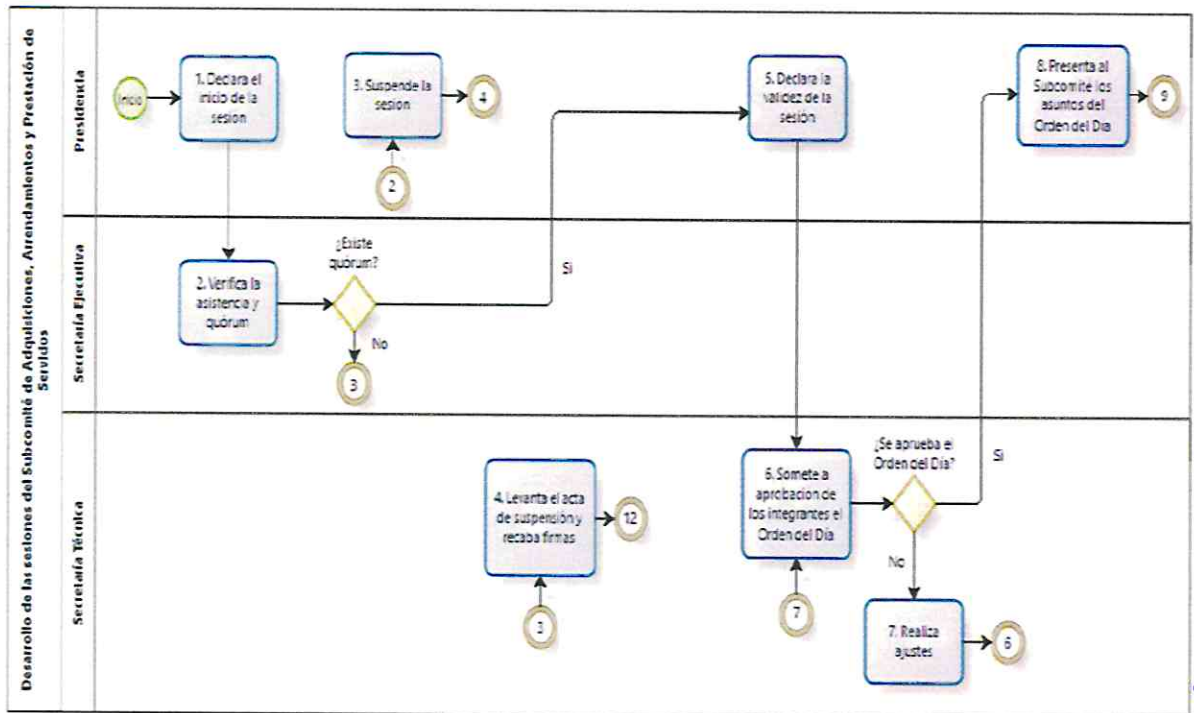 Desarrollo de las sesiones del Subcomité de Adquisiciones, Arrendamientos y Prestación de
Servidos
Presidencia
Inicio
1. Declara el
inicio de la
sesion
3. Suspende la
sesion
4
2
5. Declara la
validez de la
sesión
8. Presenta al
Subcomité los
asuntos del
Orden del Día
9
Secretaría Ejecutiva
2. Verifica la
asistencia y
quórum
¿Existe
quórum?
Si
No
3
Secretaría Técnica
4. Levanta el acta
de suspensión y
recaba firmas
12
3
6. Somete a
aprobación de
los integrantes el
Orden del Día
7
¿Se aprueba el
Orden del Día?
Si
No
7. Realiza
ajustes
6